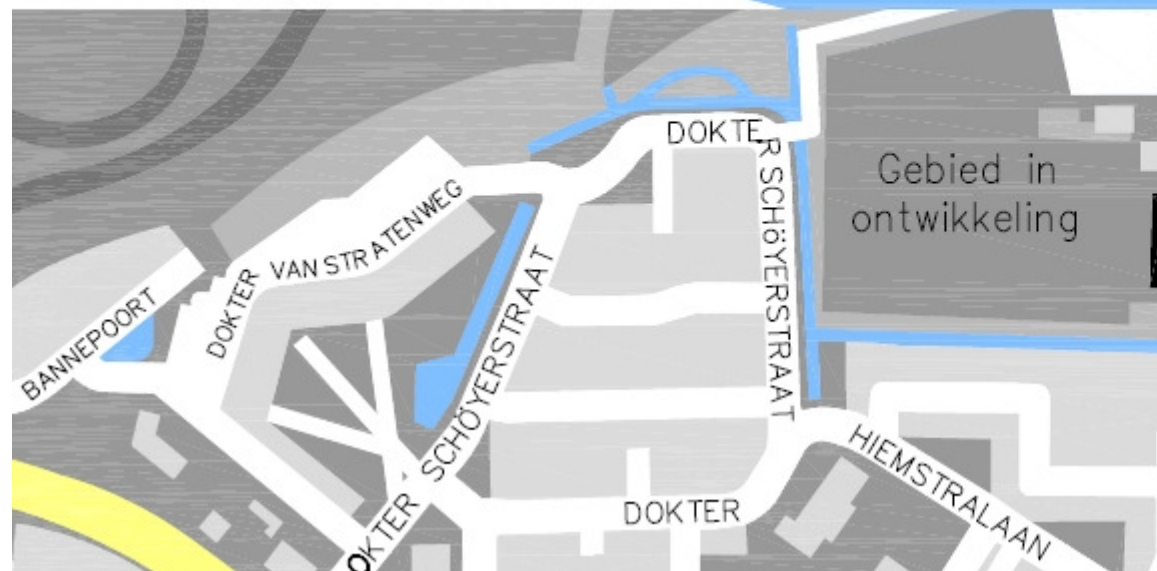 DOKTER SCHÖYERSTRAAT
Gebied in
ontwikkeling
DOKTER VAN STRATENWEG
BANNEPOORT
OKTER SCHÖYERSTRAAT
DOKTER HIEMSTRALAAN